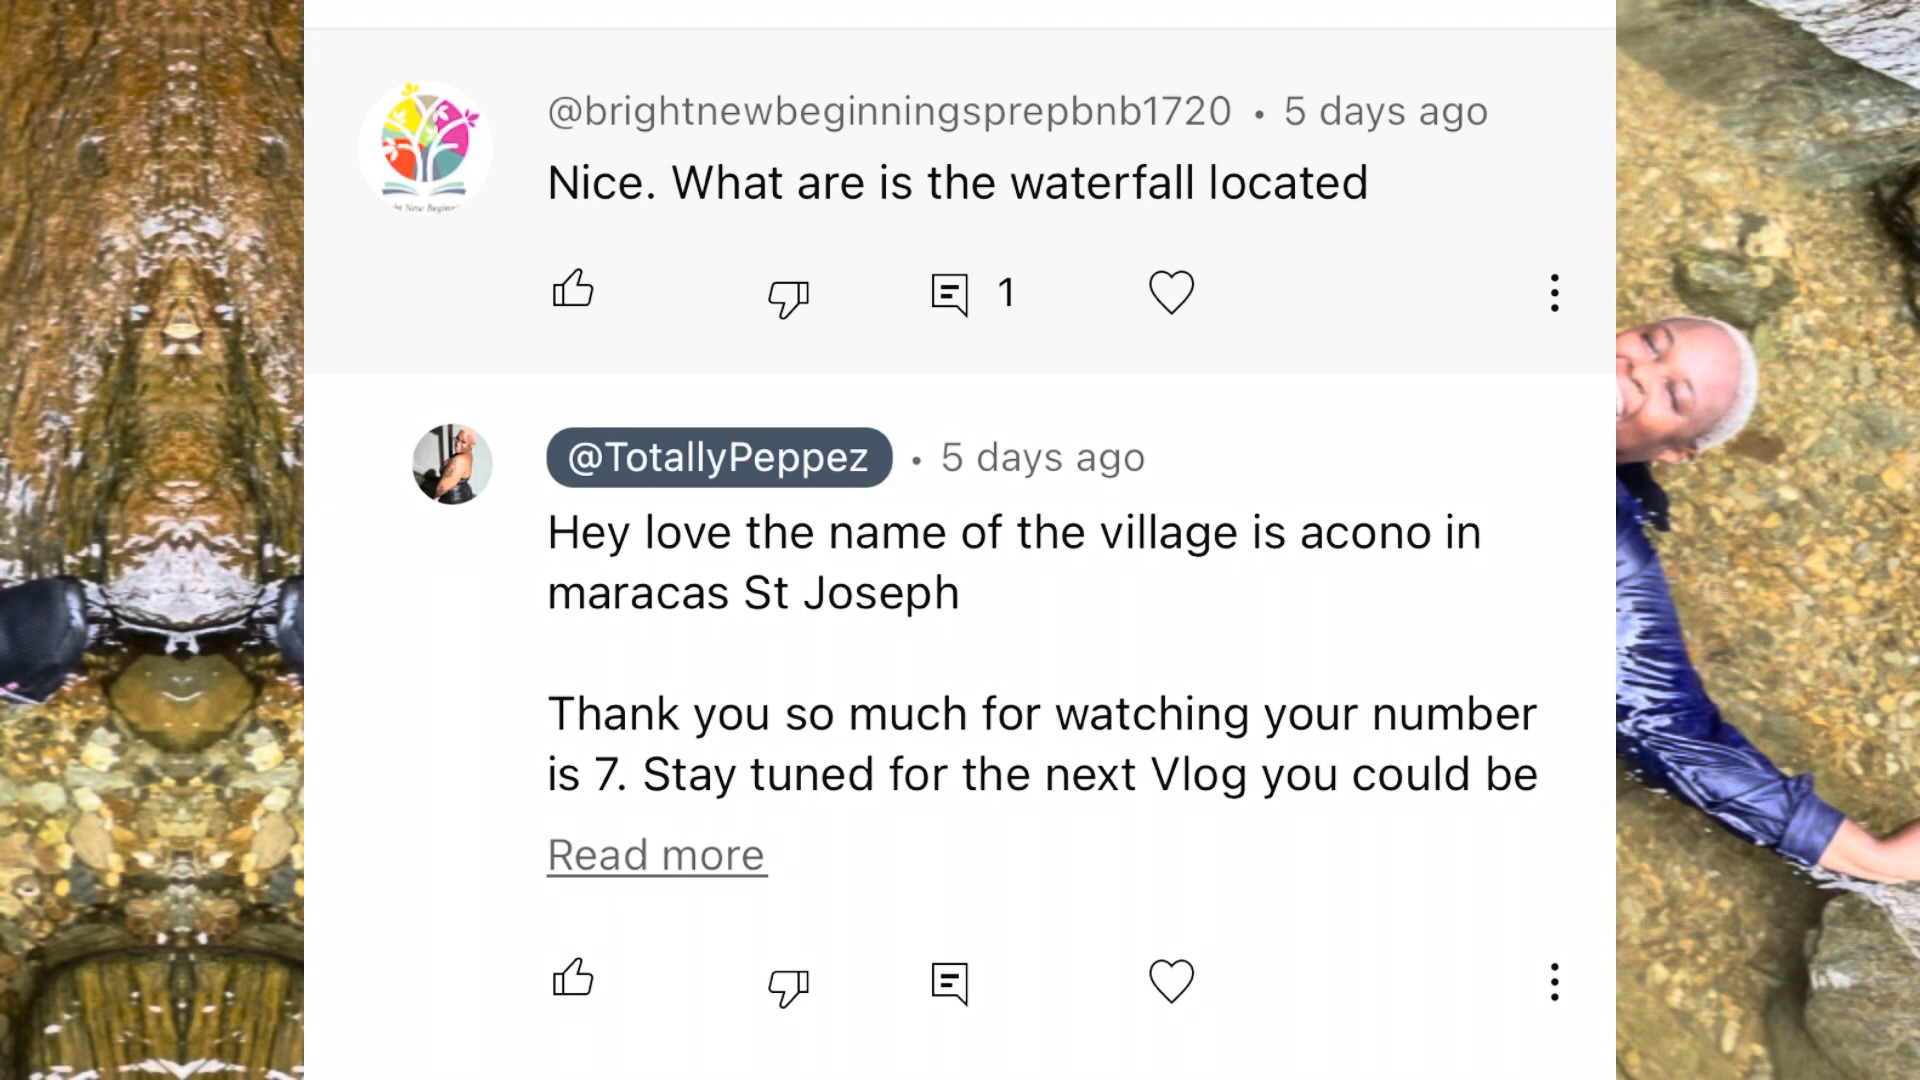 @brightnewbeginningsprepbnb1720 • 5 days ago
Nice. What are is the waterfall located
1
@TotallyPeppez • 5 days ago
Hey love the name of the village is acono in
maracas St Joseph
Thank you so much for watching your number
is 7. Stay tuned for the next Vlog you could be
Read more